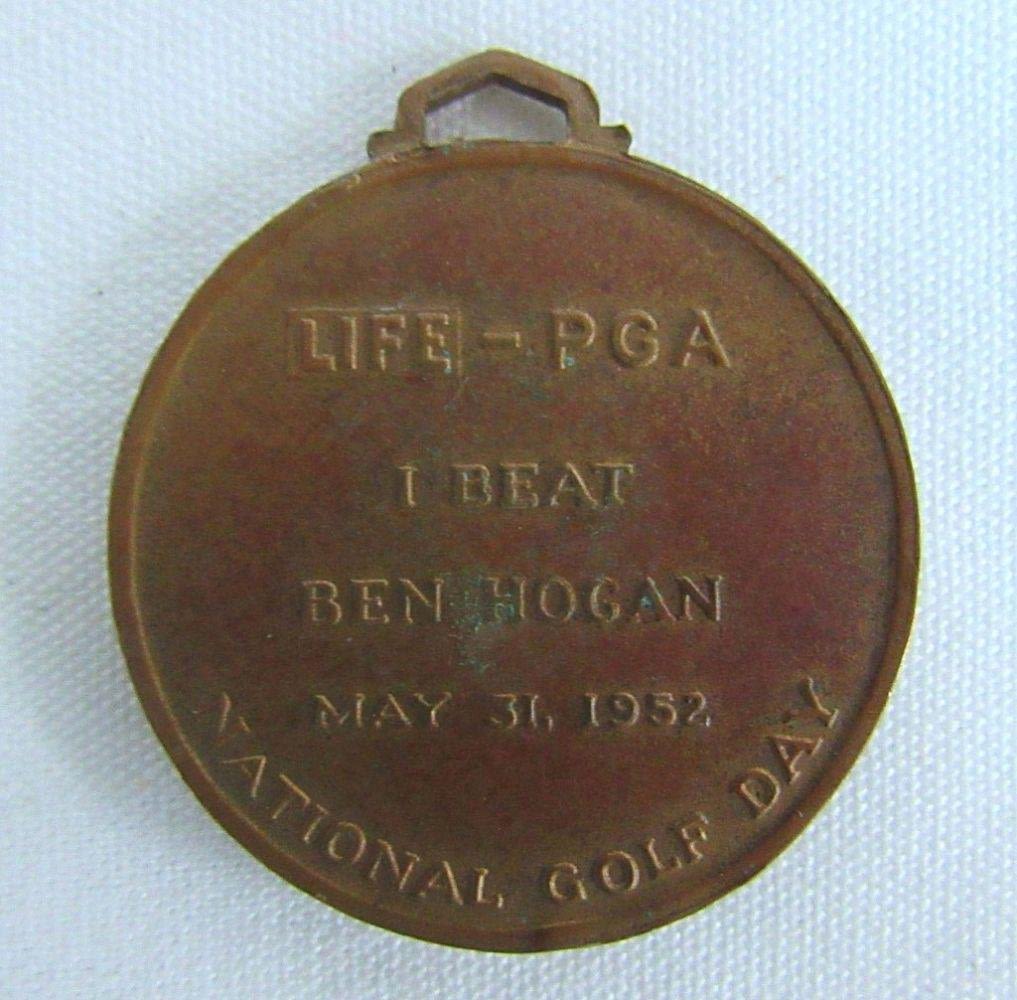 LIFE - PGA
I BEAT
BEN HOGAN
MAY 31, 1952
NATIONAL GOLF DAY